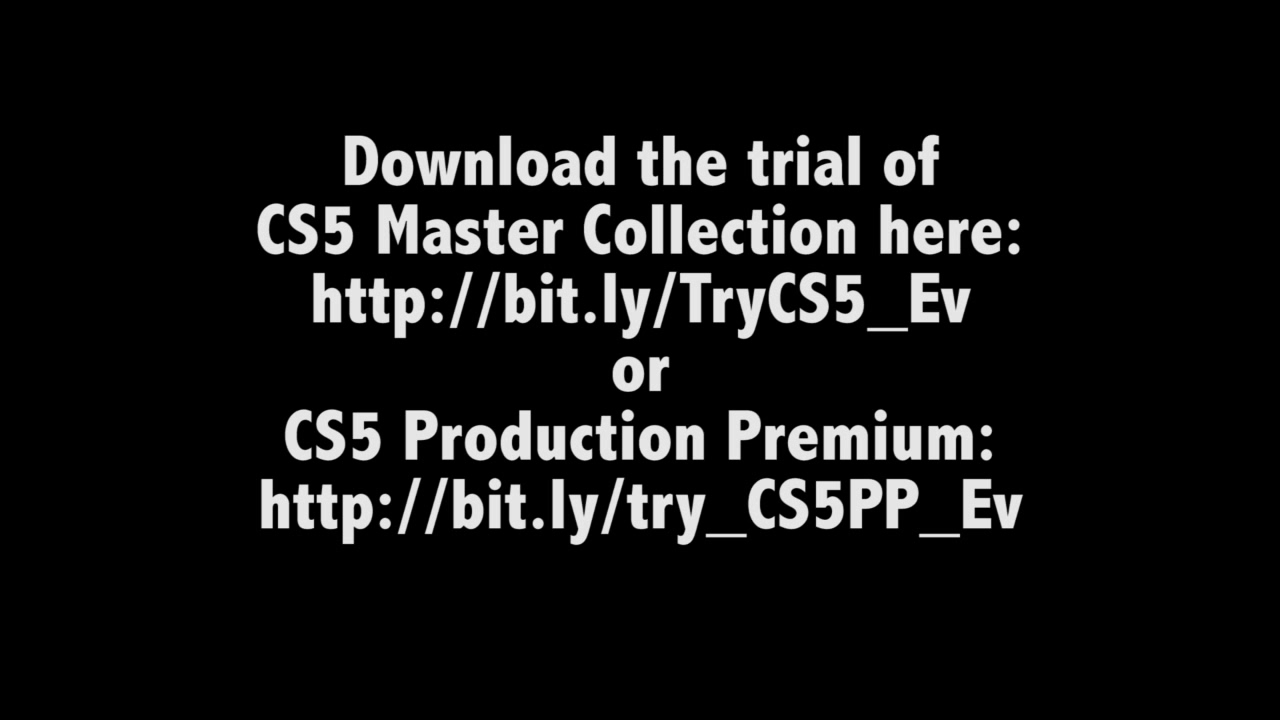 Download the trial of
CS5 Master Collection here:
http://bit.ly/TryCS5_Ev
or
CS5 Production Premium:
http://bit.ly/try_CS5PP_Ev